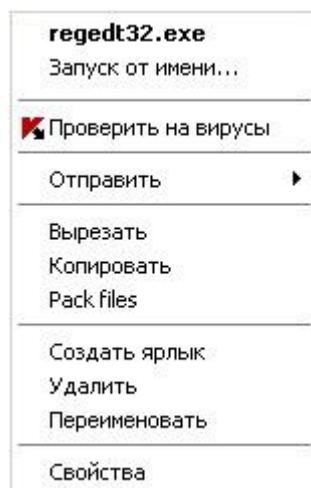 regedt32.exe
Запуск от имени...
Проверить на вирусы
Отправить
Вырезать
Копировать
Pack files
Создать ярлык
Удалить
Переименовать
Свойства